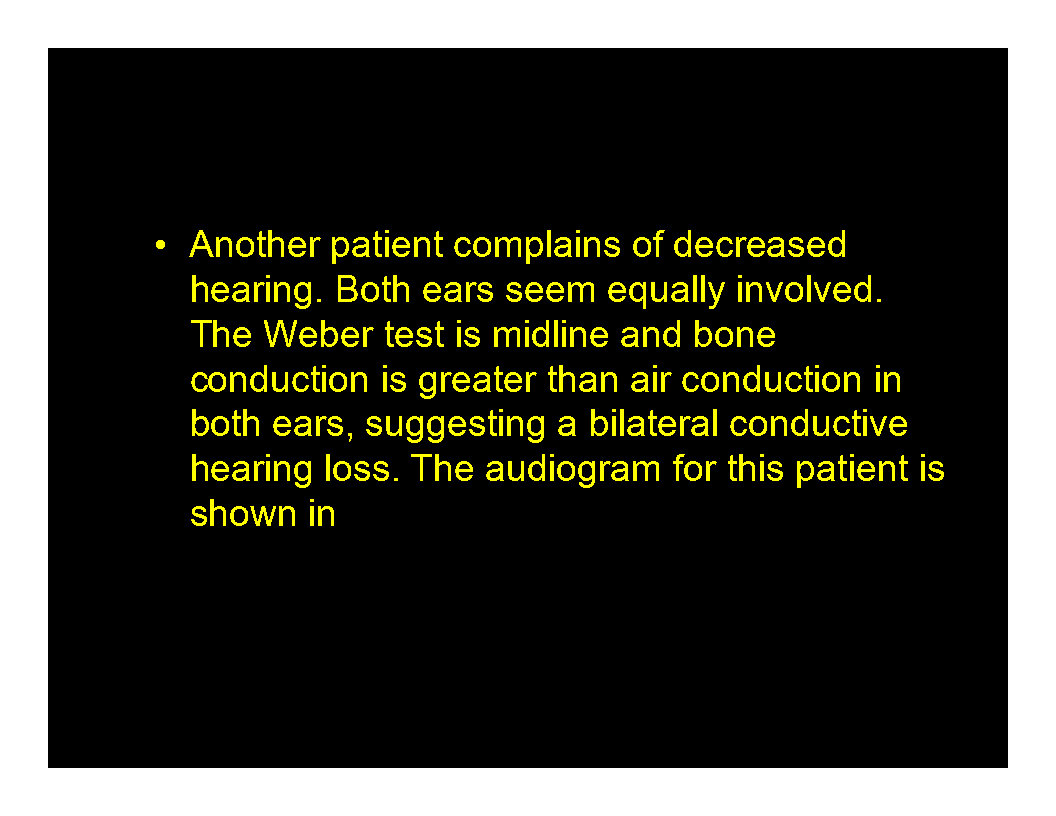 • Another patient complains of decreased
hearing. Both ears seem equally involved.
The Weber test is midline and bone
conduction is greater than air conduction in
both ears, suggesting a bilateral conductive
hearing loss. The audiogram for this patient is
shown in